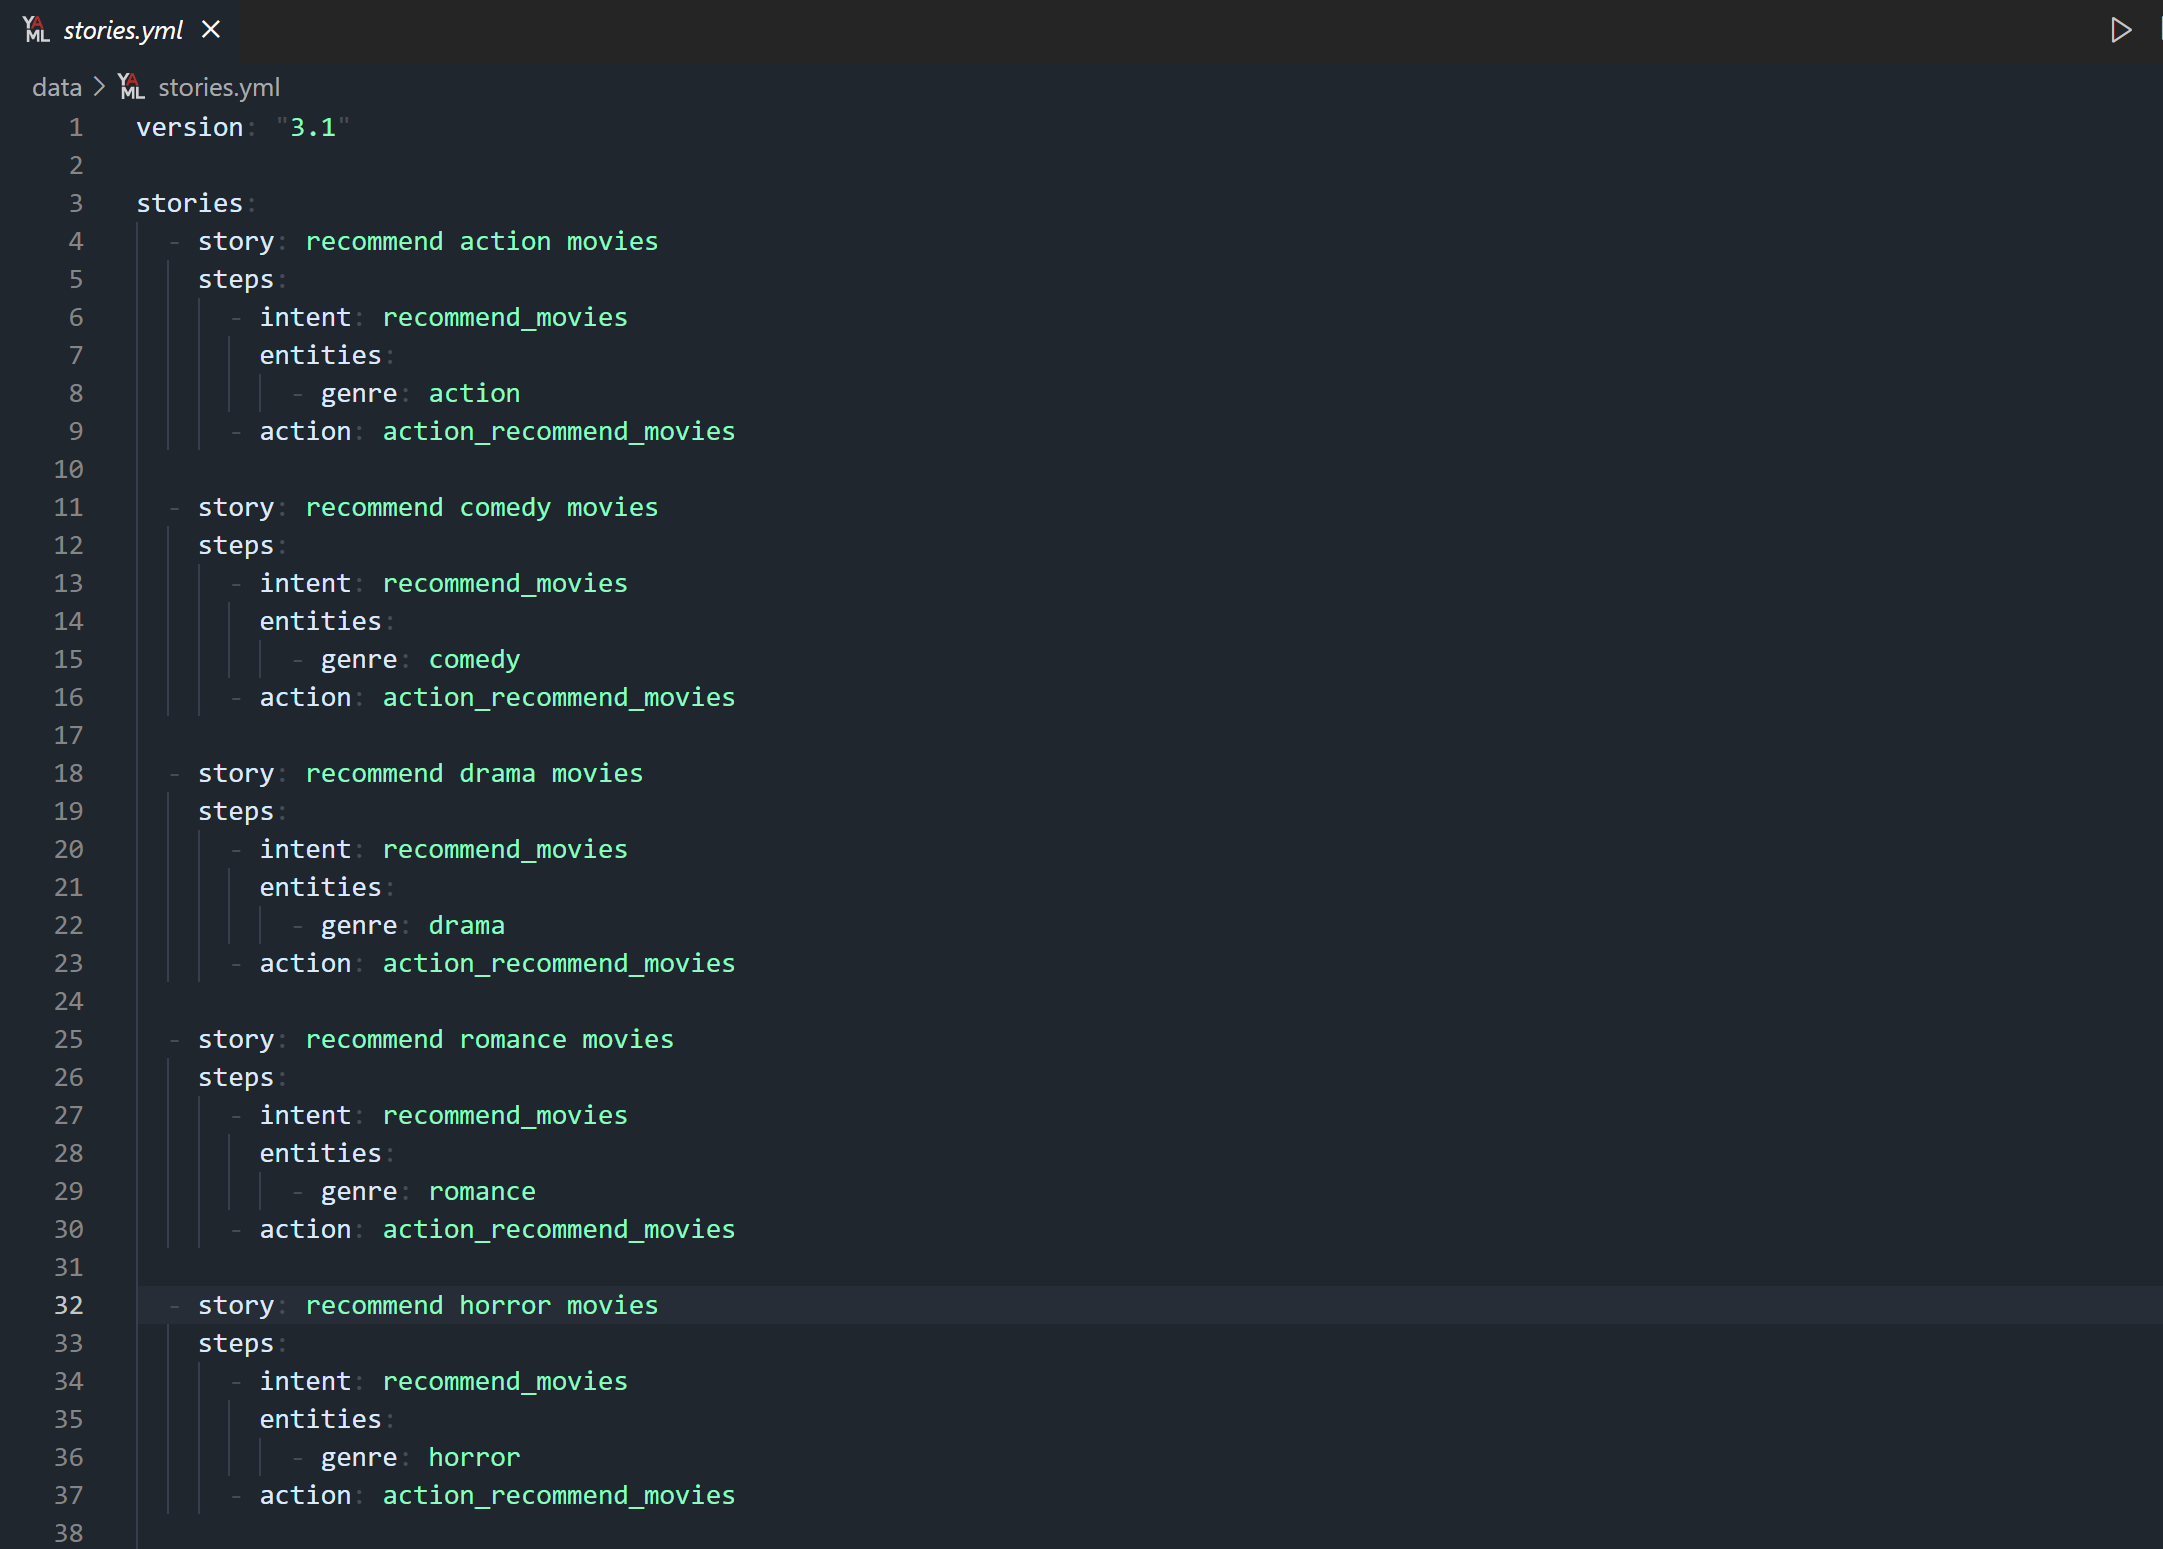 YAML stories.yml
data > YAML stories.yml
1 version: "3.1"
2
3 stories:
4 - story: recommend action movies
5 steps:
6 - intent: recommend_movies
7 entities:
8 - genre: action
9 - action: action_recommend_movies
10
11 - story: recommend comedy movies
12 steps:
13 - intent: recommend_movies
14 entities:
15 - genre: comedy
16 - action: action_recommend_movies
17
18 - story: recommend drama movies
19 steps:
20 - intent: recommend_movies
21 entities:
22 - genre: drama
23 - action: action_recommend_movies
24
25 - story: recommend romance movies
26 steps:
27 - intent: recommend_movies
28 entities:
29 - genre: romance
30 - action: action_recommend_movies
31
32 - story: recommend horror movies
33 steps:
34 - intent: recommend_movies
35 entities:
36 - genre: horror
37 - action: action_recommend_movies
38